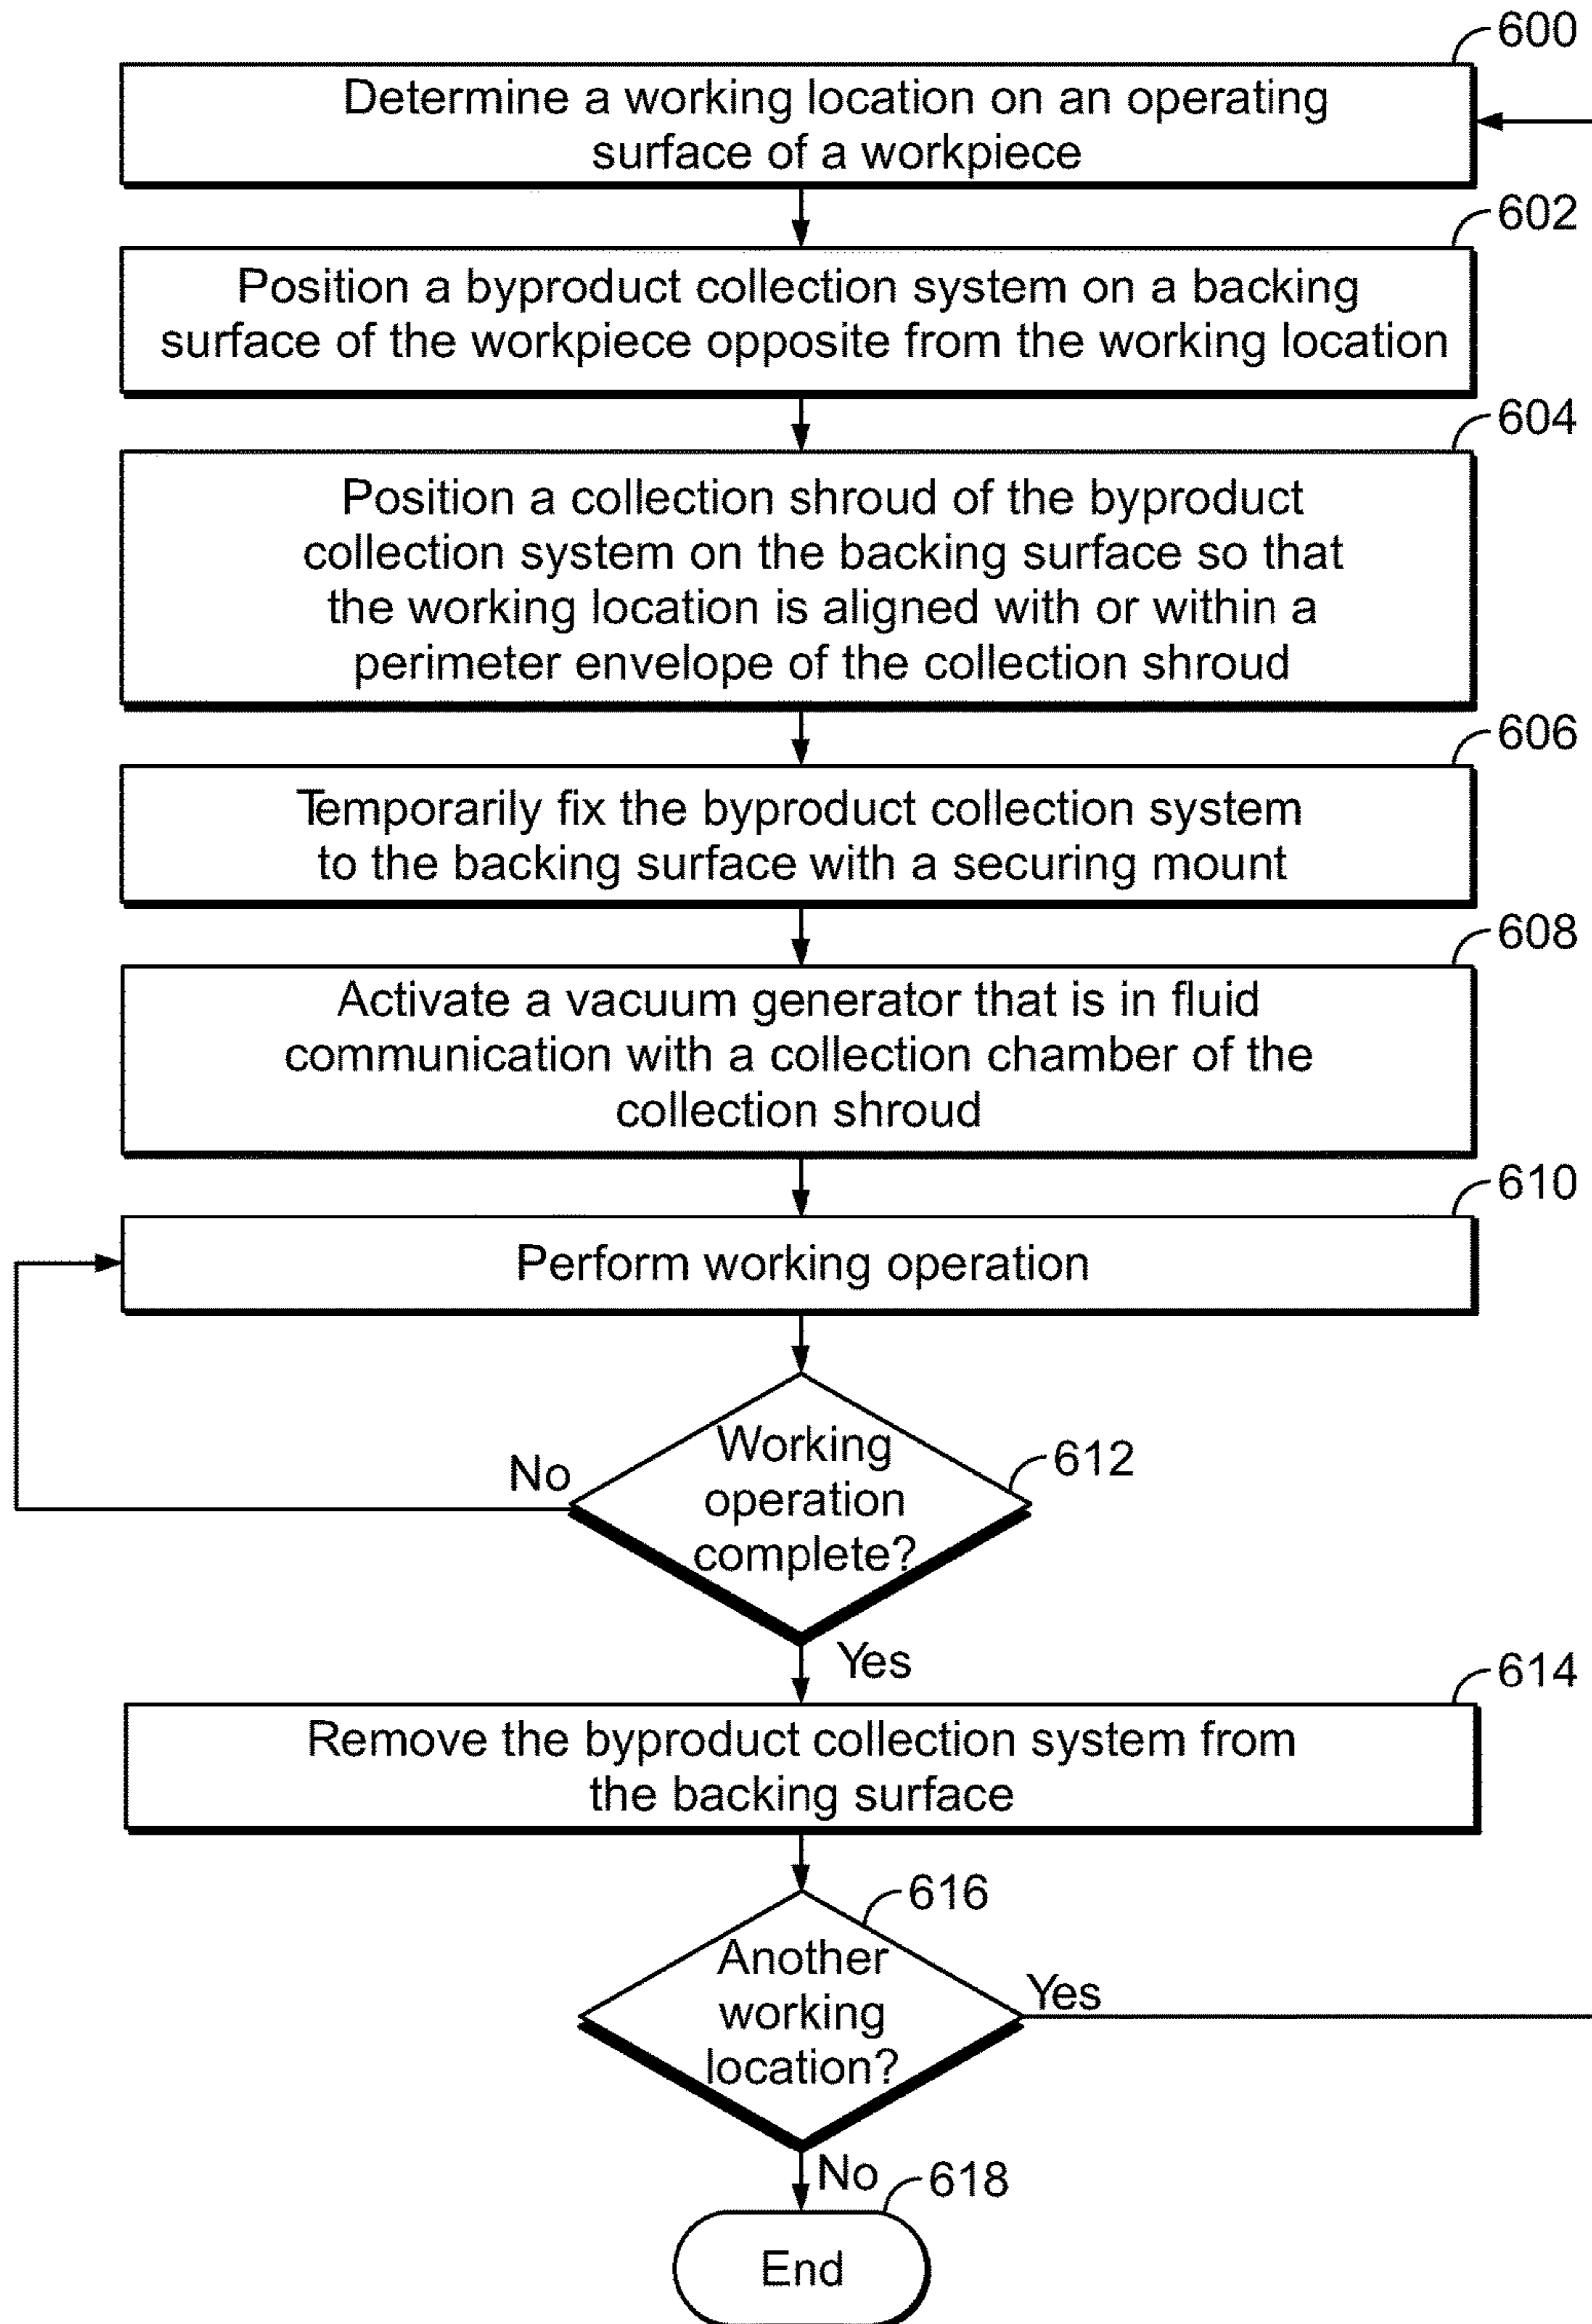 600
Determine a working location on an operating
surface of a workpiece
602
Position a byproduct collection system on a backing
surface of the workpiece opposite from the working location
604
Position a collection shroud of the byproduct
collection system on the backing surface so that
the working location is aligned with or within a
perimeter envelope of the collection shroud
606
Temporarily fix the byproduct collection system
to the backing surface with a securing mount
608
Activate a vacuum generator that is in fluid
communication with a collection chamber of the
collection shroud
610
Perform working operation
612
Working
operation
complete?
No
Yes
614
Remove the byproduct collection system from
the backing surface
616
Another
working
location?
Yes
No
618
End